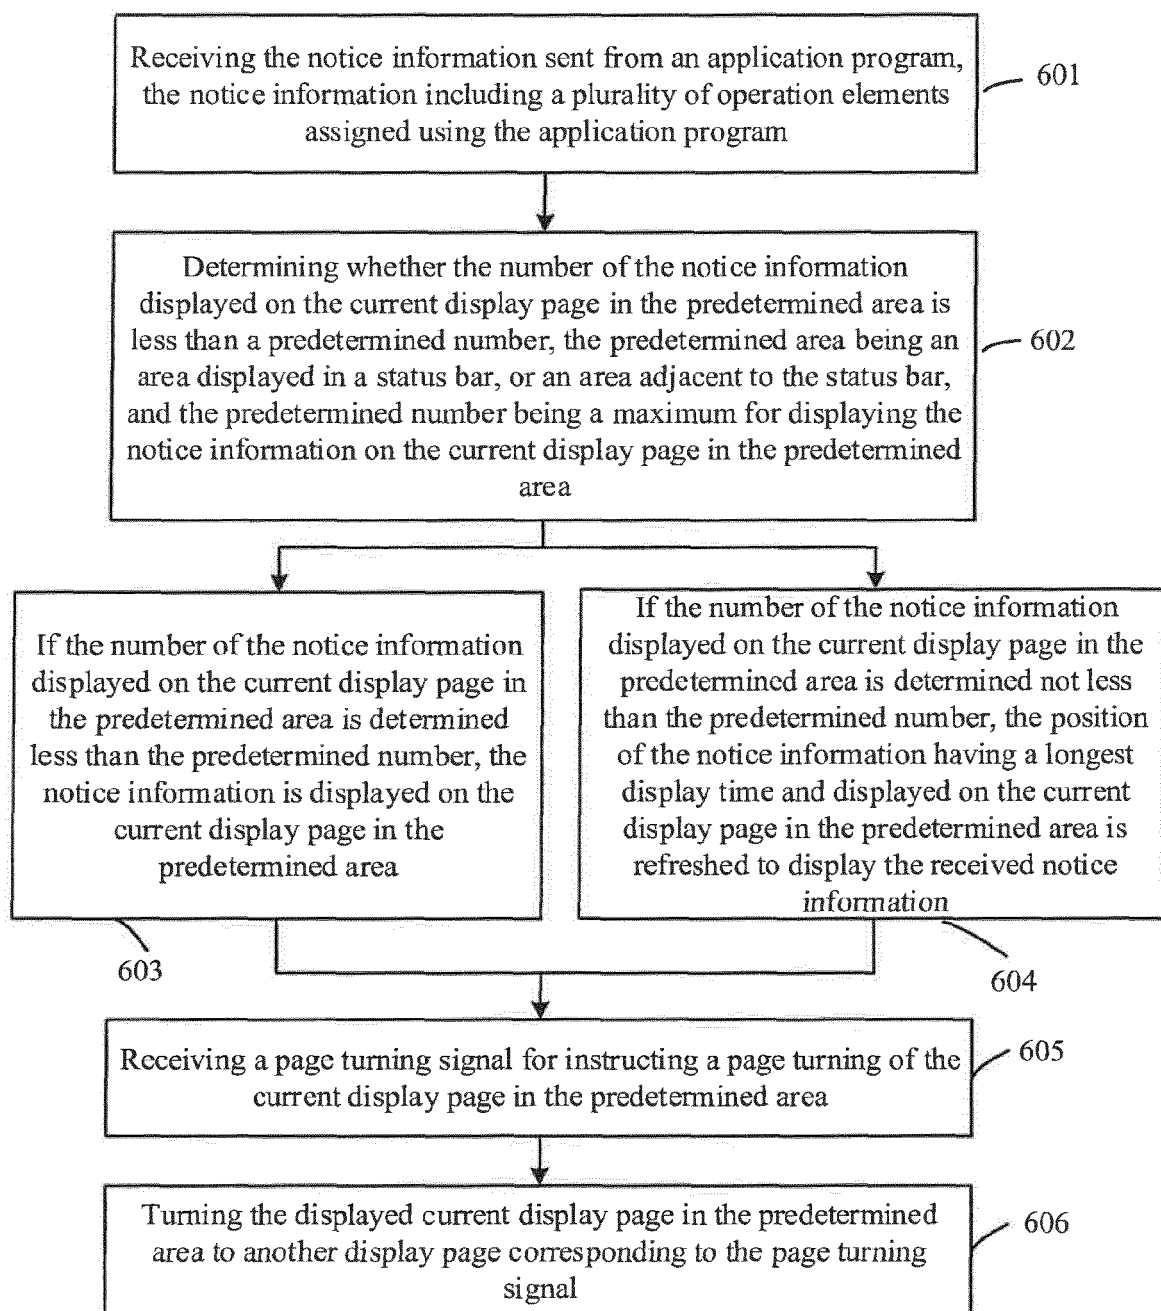 Receiving the notice information sent from an application program,
the notice information including a plurality of operation elements
assigned using the application program
601
Determining whether the number of the notice information
displayed on the current display page in the predetermined area is
less than a predetermined number, the predetermined area being an
area displayed in a status bar, or an area adjacent to the status bar,
and the predetermined number being a maximum for displaying the
notice information on the current display page in the predetermined
area
602
If the number of the notice information
displayed on the current display page in
the predetermined area is determined
less than the predetermined number, the
notice information is displayed on the
current display page in the
predetermined area
603
If the number of the notice information
displayed on the current display page in the
predetermined area is determined not less
than the predetermined number, the position
of the notice information having a longest
display time and displayed on the current
display page in the predetermined area is
refreshed to display the received notice
information
604
Receiving a page turning signal for instructing a page turning of the
current display page in the predetermined area
605
Turning the displayed current display page in the predetermined
area to another display page corresponding to the page turning
signal
606